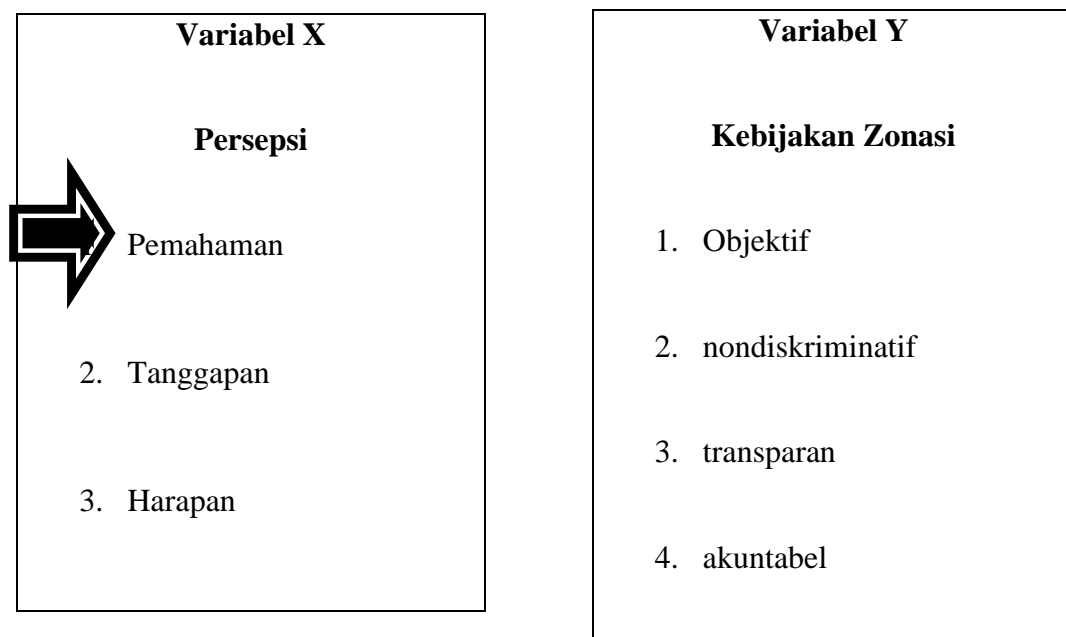 Variabel X
Persepsi
Pemahaman
2. Tanggapan
3. Harapan
Variabel Y
Kebijakan Zonasi
1. Objektif
2. nondiskriminatif
3. transparan
4. akuntabel